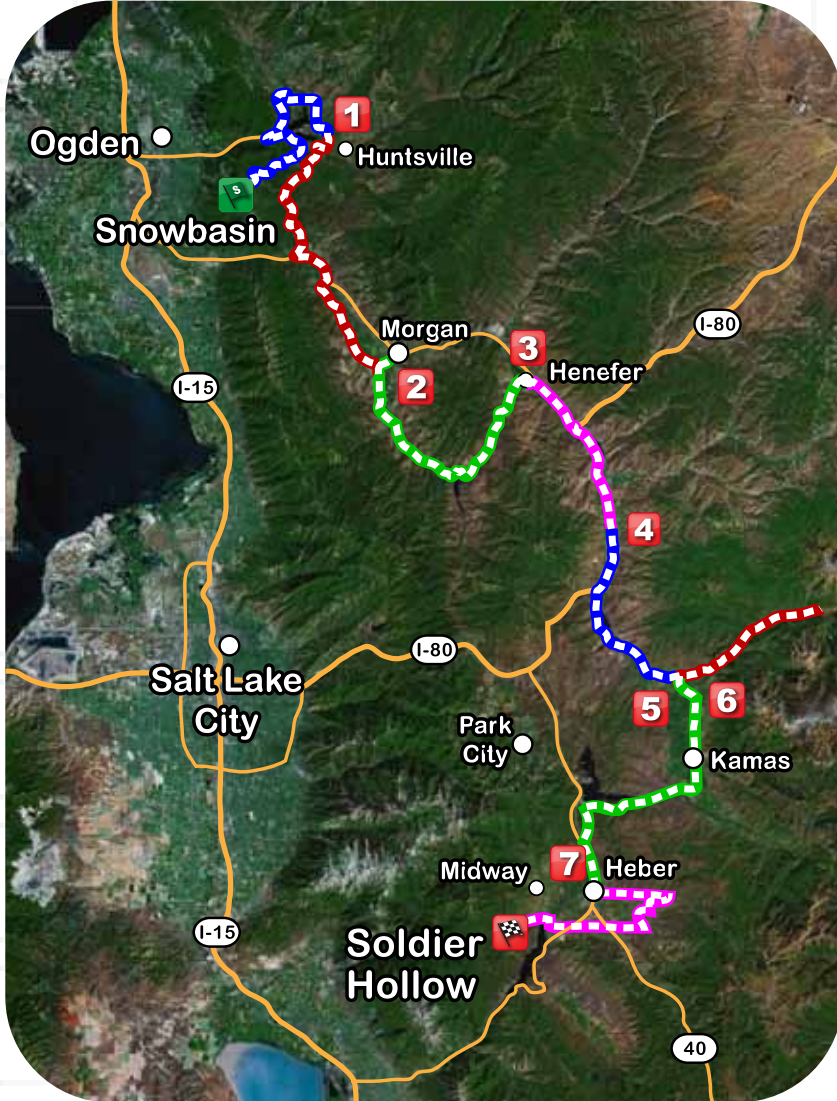 1
Ogden
Huntsville
S
Snowbasin
I-80
Morgan
3
Henefer
2
I-15
4
I-80
Salt Lake
City
5
6
Park
City
Kamas
7
Heber
Midway
I-15
Soldier
Hollow
40